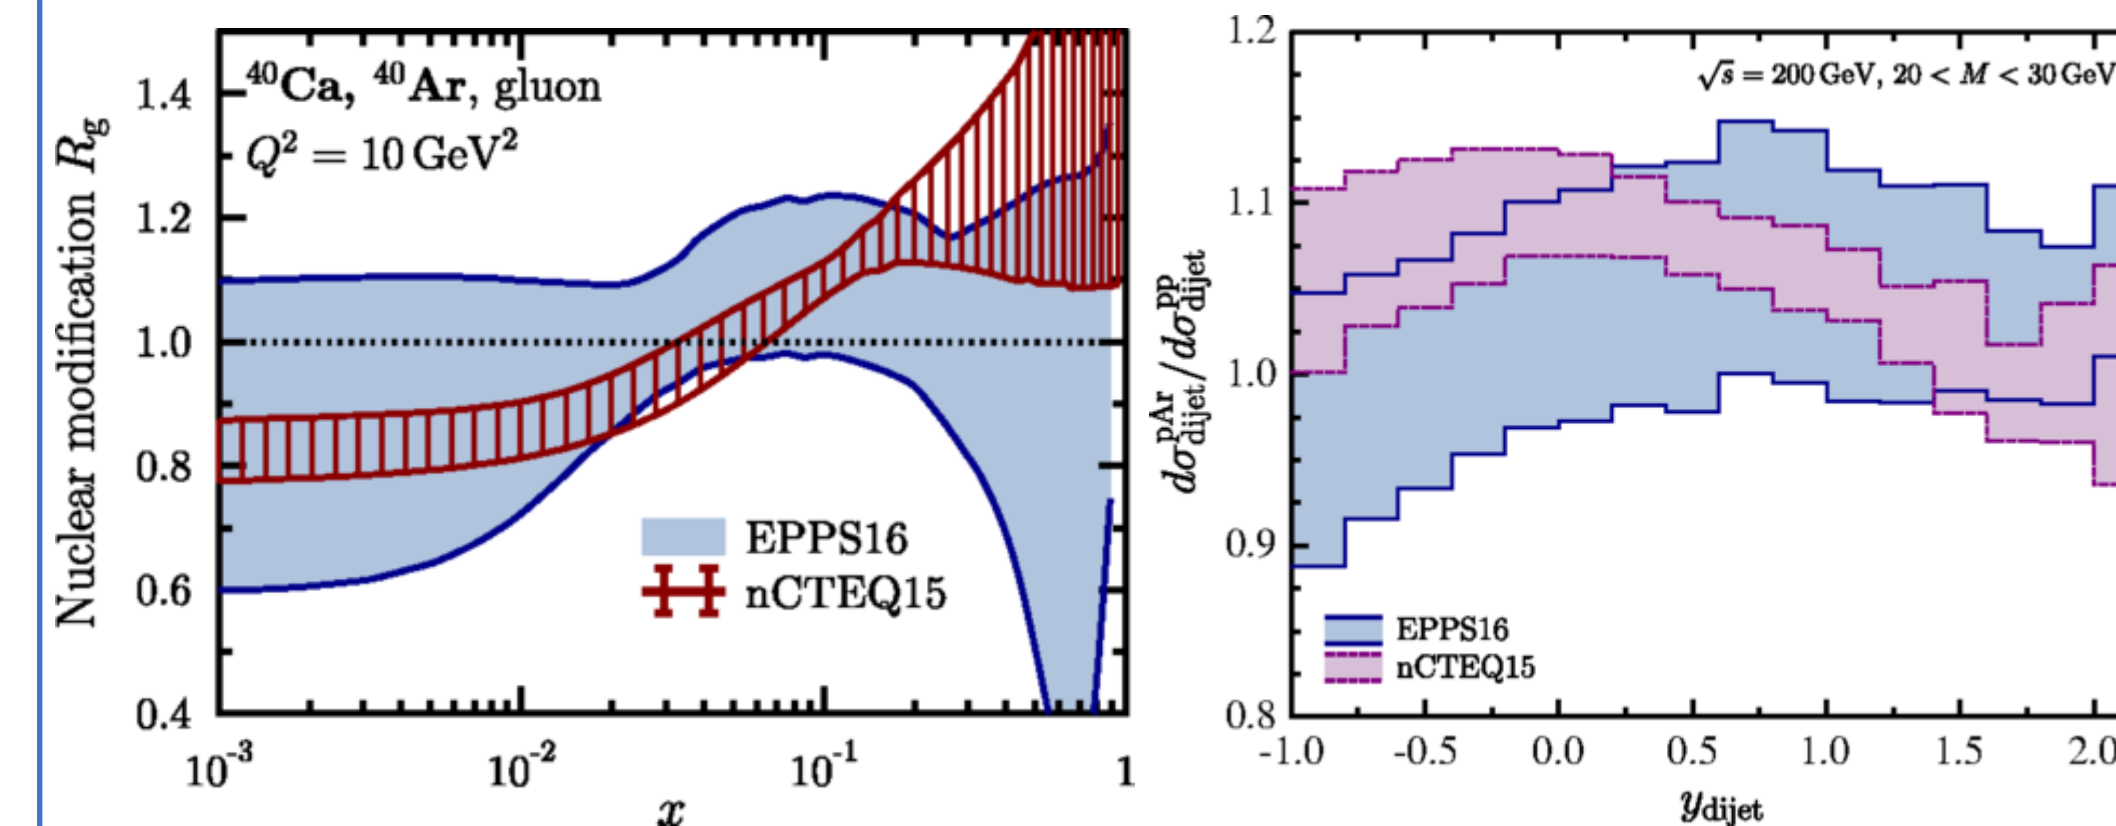 ⁴⁰Ca, ⁴⁰Ar, gluon
Q² = 10 GeV²
Nuclear modification R_g
1.4
1.2
1.0
0.8
0.6
0.4
EPPS16
nCTEQ15
10⁻³ 10⁻² 10⁻¹ 1
x
√s = 200 GeV, 20 < M < 30 GeV
dσ^pAr_dijet/dσ^pp_dijet
1.2
1.1
1.0
0.9
0.8
EPPS16
nCTEQ15
-1.0 -0.5 0.0 0.5 1.0 1.5 2.0
y_dijet